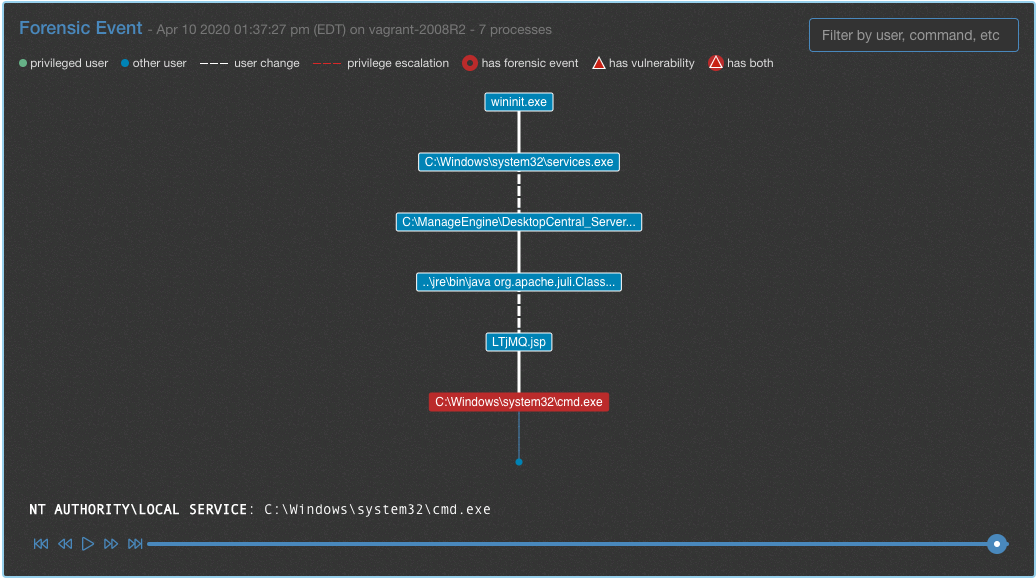 Forensic Event - Apr 10 2020 01:37:27 pm (EDT) on vagrant-2008R2 - 7 processes
Filter by user, command, etc
privileged user other user user change privilege escalation has forensic event has vulnerability has both
wininit.exe
C:\Windows\system32\services.exe
C:\ManageEngine\DesktopCentral_Server...
..\jre\bin\java org.apache.juli.Class...
LTjMQ.jsp
C:\Windows\system32\cmd.exe
NT AUTHORITY\LOCAL SERVICE: C:\Windows\system32\cmd.exe